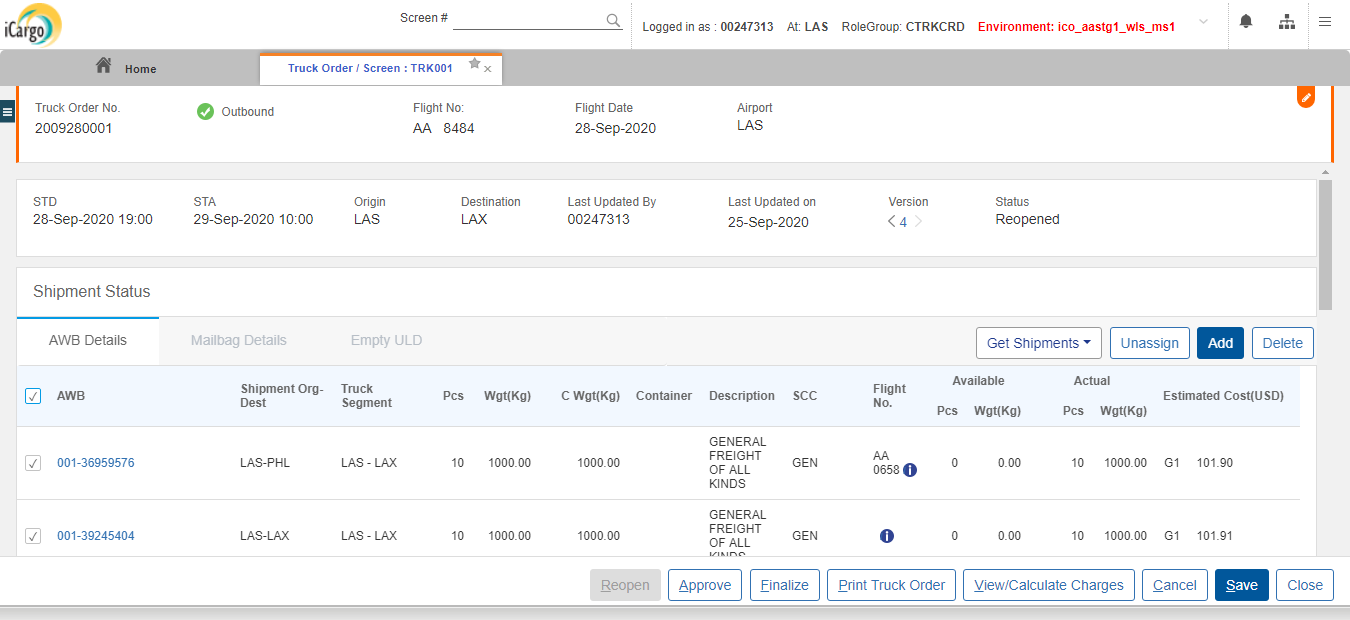 iCargo
Screen #
Logged in as : 00247313 At: LAS RoleGroup: CTRKCRD Environment: ico_aastg1_wls_ms1
Home
Truck Order / Screen : TRK001
Truck Order No.
2009280001
Outbound
Flight No:
AA 8484
Flight Date
28-Sep-2020
Airport
LAS
STD
28-Sep-2020 19:00
STA
29-Sep-2020 10:00
Origin
LAS
Destination
LAX
Last Updated By
00247313
Last Updated on
25-Sep-2020
Version
4
Status
Reopened
Shipment Status
AWB Details Mailbag Details Empty ULD
Get Shipments Unassign Add Delete
AWB
Shipment Org-
Dest
Truck
Segment
Pcs Wgt(Kg) C Wgt(Kg) Container Description SCC
Flight
No.
Available
Pcs Wgt(Kg)
Actual
Pcs Wgt(Kg)
Estimated Cost(USD)
001-36959576 LAS-PHL LAS - LAX 10 1000.00 1000.00
GENERAL
FREIGHT
OF ALL
KINDS
GEN
AA
0658
0 0.00 10 1000.00 G1 101.90
001-39245404 LAS-LAX LAS - LAX 10 1000.00 1000.00
GENERAL
FREIGHT
OF ALL
KINDS
GEN
0 0.00 10 1000.00 G1 101.91
Reopen Approve Finalize Print Truck Order View/Calculate Charges Cancel Save Close